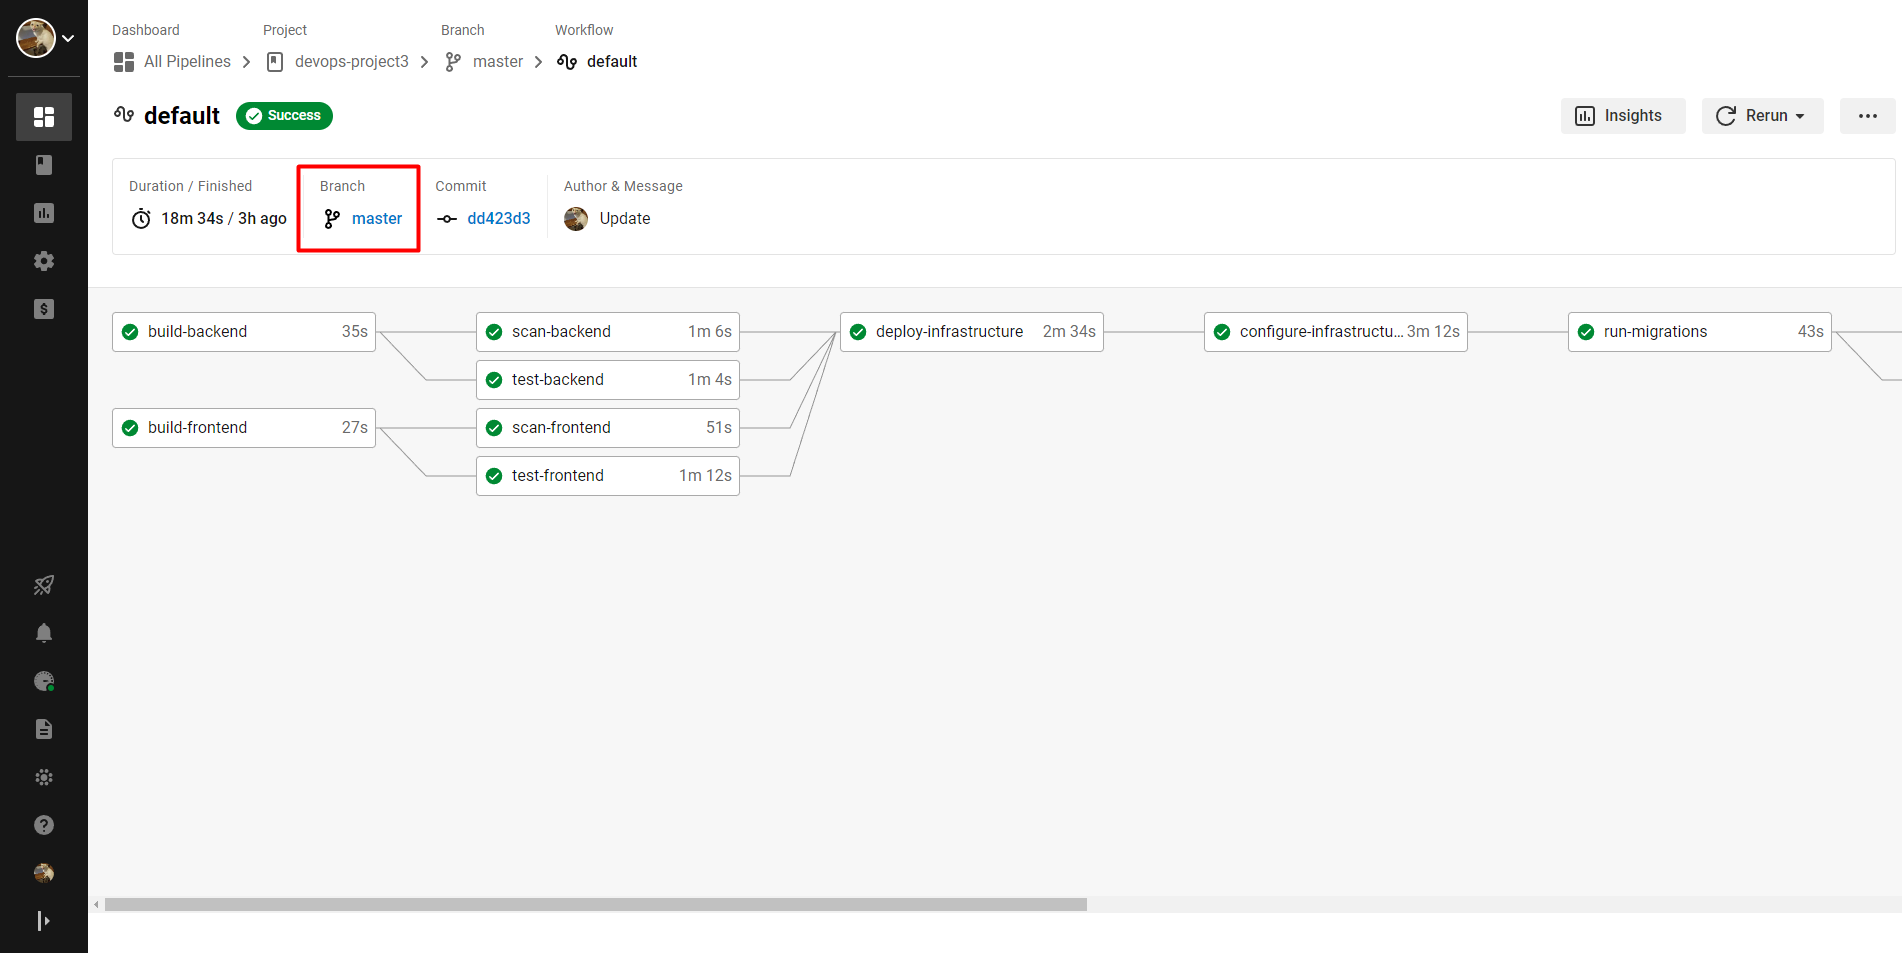 Dashboard Project Branch Workflow
All Pipelines devops-project3 master default
default Success Insights Rerun
Duration / Finished Branch Commit Author & Message
18m 34s / 3h ago master dd423d3 Update
build-backend 35s scan-backend 1m 6s deploy-infrastructure 2m 34s configure-infrastructu... 3m 12s run-migrations 43s
test-backend 1m 4s
build-frontend 27s scan-frontend 51s
test-frontend 1m 12s